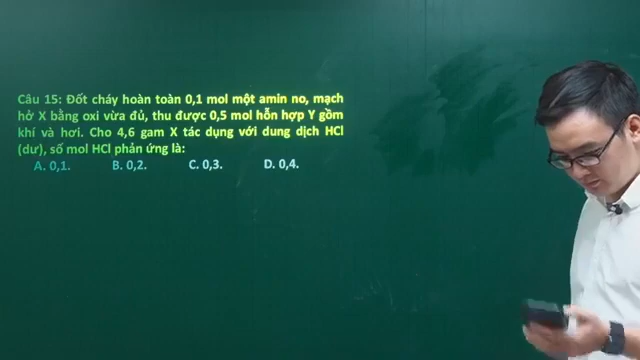 Câu 15: Đốt cháy hoàn toàn 0,1 mol một amin no, mạch
hở X bằng oxi vừa đủ, thu được 0,5 mol hỗn hợp Y gồm
khí và hơi. Cho 4,6 gam X tác dụng với dung dịch HCl
(dư), số mol HCl phản ứng là:
A. 0,1. B. 0,2. C. 0,3. D. 0,4.